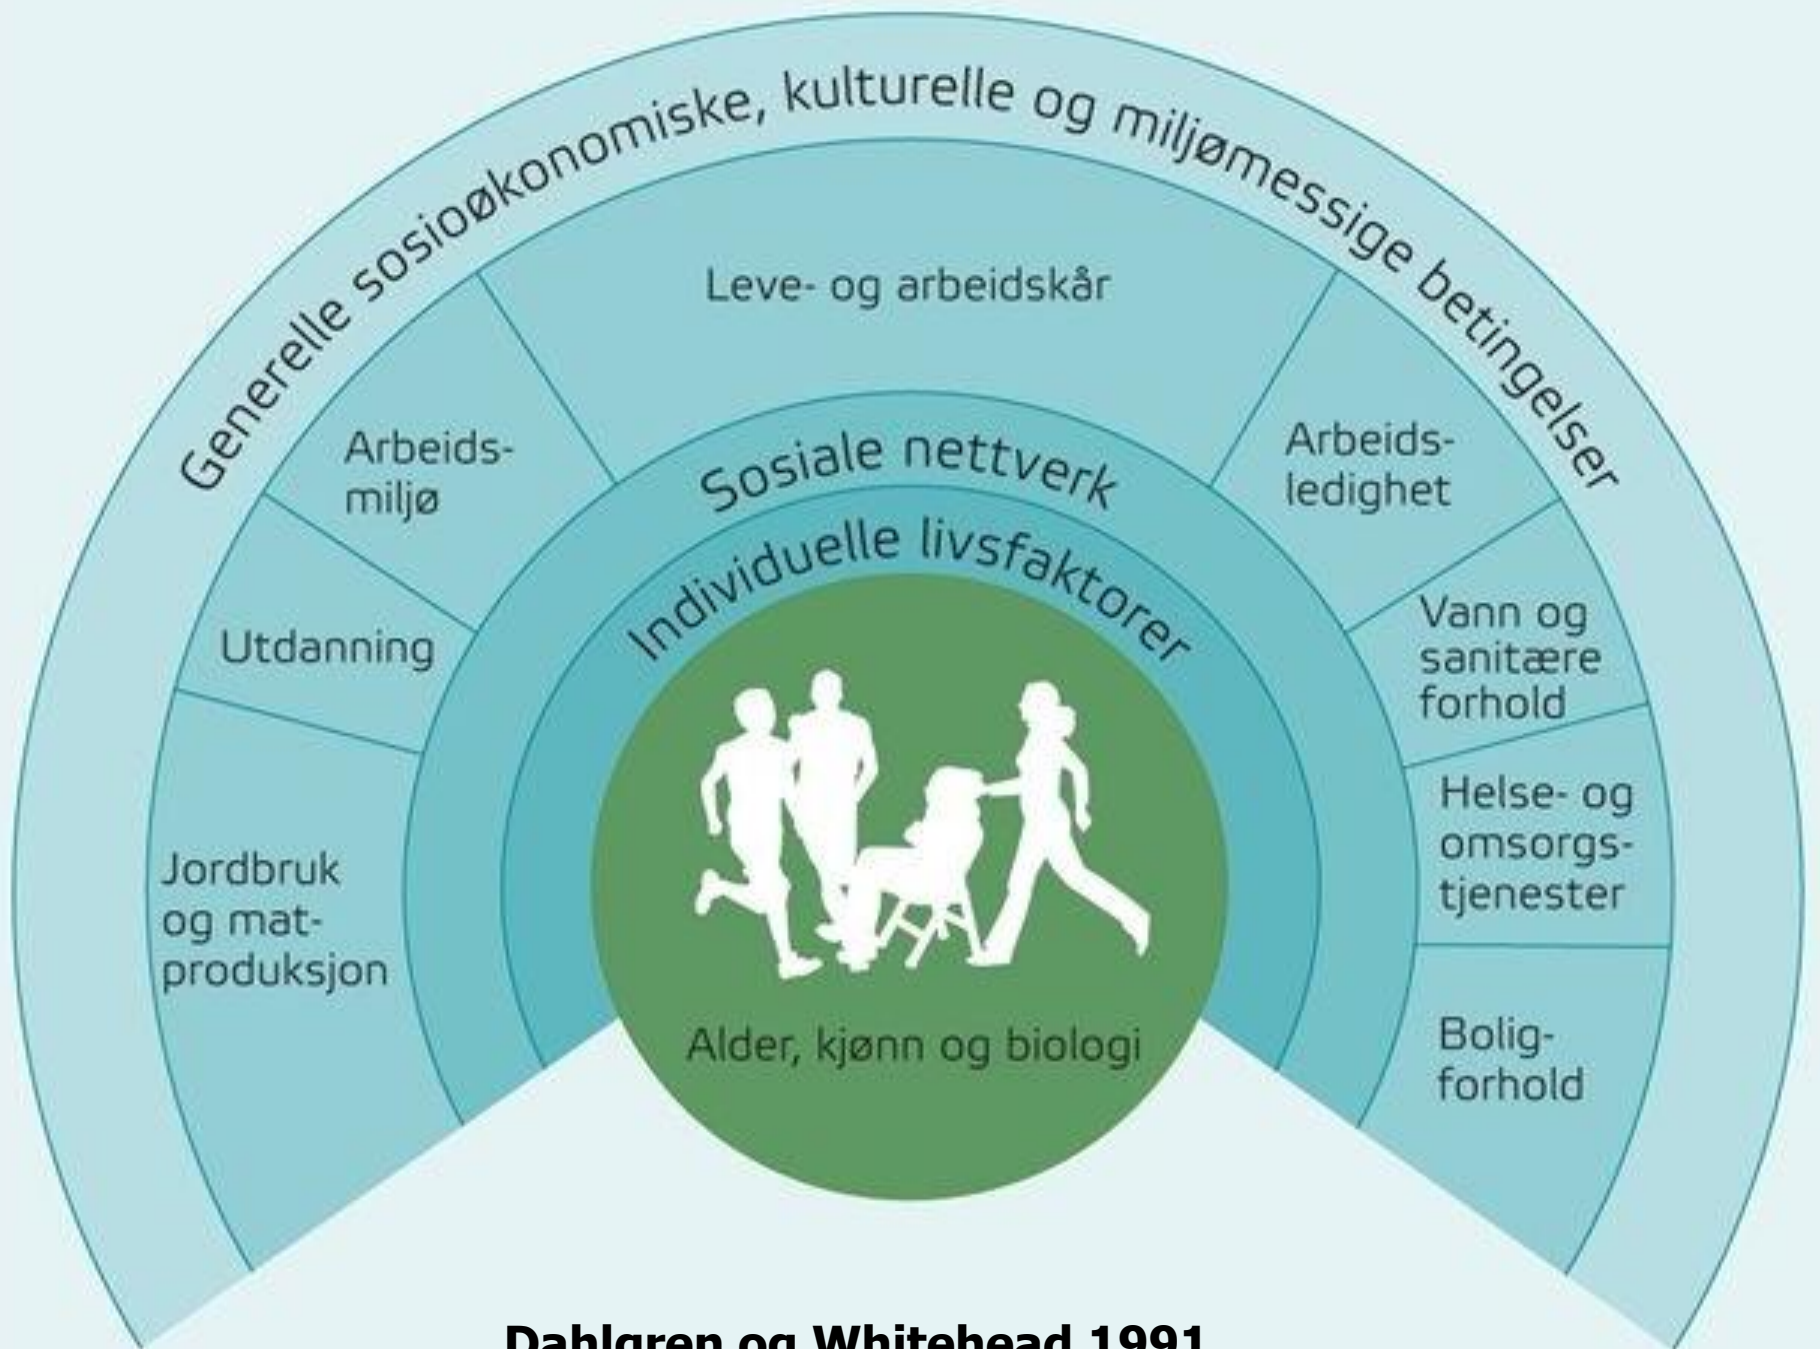 Generelle sosioøkonomiske, kulturelle og miljømessige betingelser
Leve- og arbeidskår
Arbeids-
miljø
Utdanning
Jordbruk
og mat-
produksjon
Arbeids-
ledighet
Vann og
sanitære
forhold
Helse- og
omsorgs-
tjenester
Bolig-
forhold
Sosiale nettverk
Individuelle livsfaktorer
Alder, kjønn og biologi
Dahlgren og Whitehead 1991